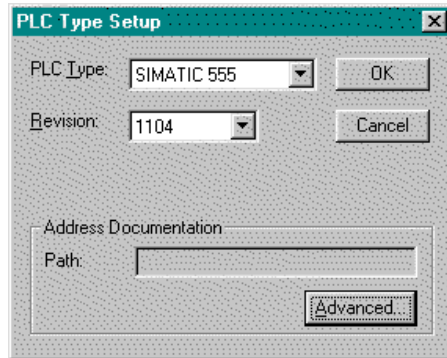 PLC Type Setup
PLC Type: SIMATIC 555 OK
Revision: 1104 Cancel
Address Documentation
Path:
Advanced...